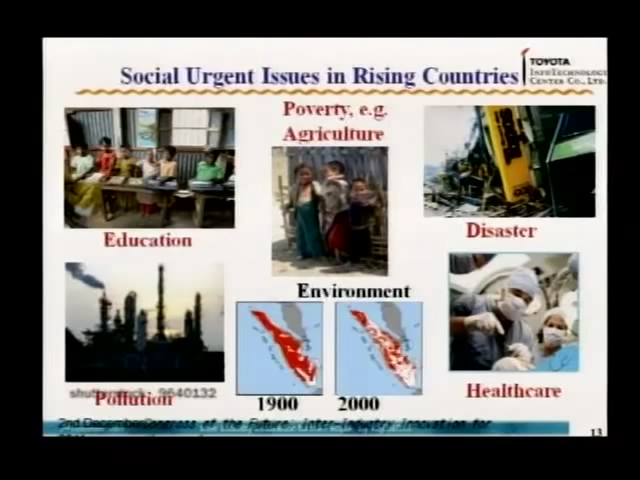 Social Urgent Issues in Rising Countries
TOYOTA
INFOTECHNOLOGY
CENTER CO., LTD.
Poverty, e.g.
Agriculture
Education
Disaster
Environment
shutterstock 9640132
Pollution
1900
2000
Healthcare
2nd December
Congress of the Future: Inter-Industry Innovation for
13